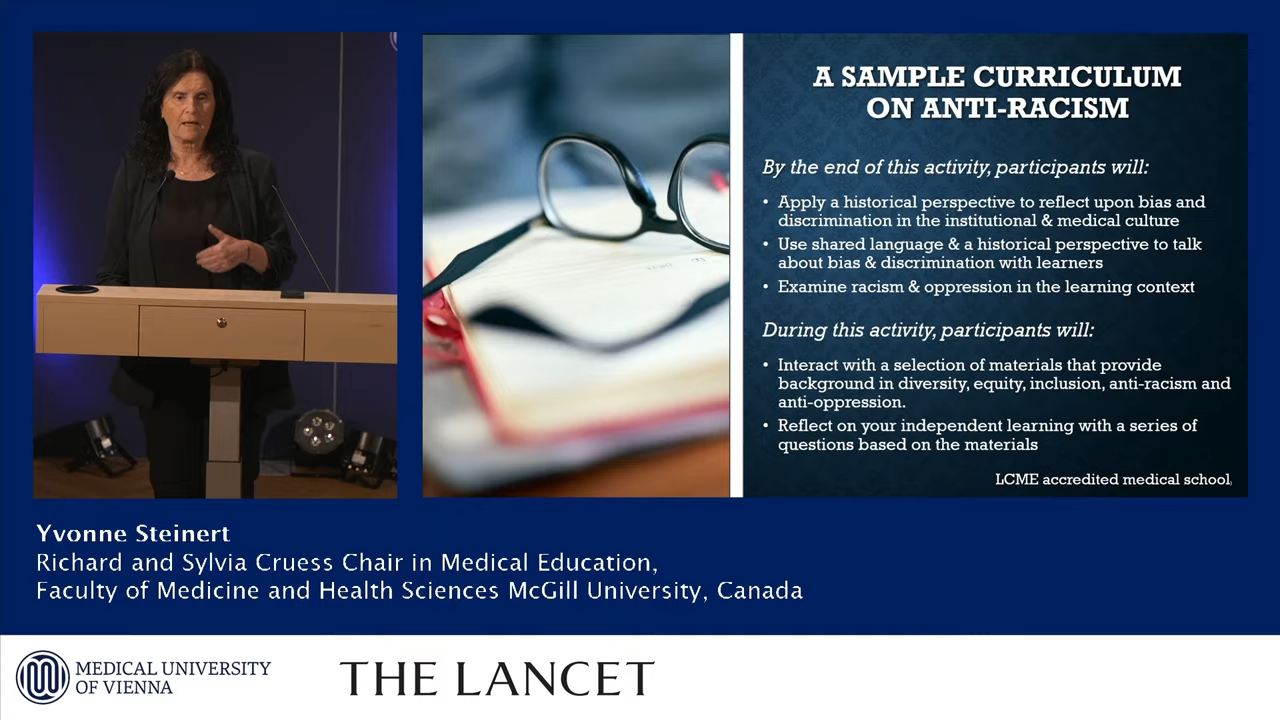 A SAMPLE CURRICULUM
ON ANTI-RACISM
By the end of this activity, participants will:
• Apply a historical perspective to reflect upon bias and
discrimination in the institutional & medical culture
• Use shared language & a historical perspective to talk
about bias & discrimination with learners
• Examine racism & oppression in the learning context
During this activity, participants will:
• Interact with a selection of materials that provide
background in diversity, equity, inclusion, anti-racism and
anti-oppression.
• Reflect on your independent learning with a series of
questions based on the materials
LCME accredited medical school
Yvonne Steinert
Richard and Sylvia Cruess Chair in Medical Education,
Faculty of Medicine and Health Sciences McGill University, Canada
MEDICAL UNIVERSITY
OF VIENNA
THE LANCET